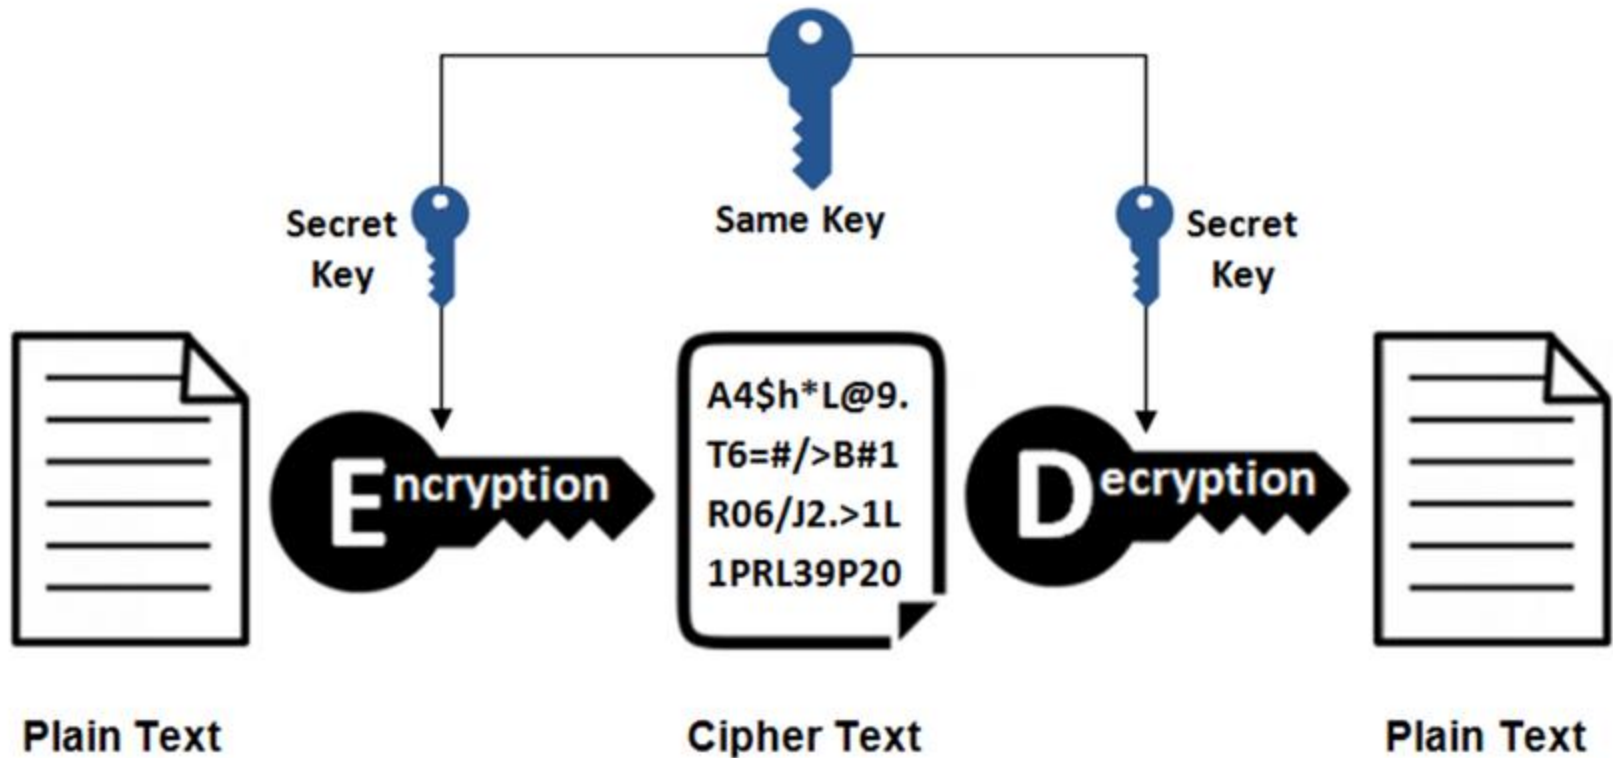 Same Key
Secret
Key
Secret
Key
Encryption
A4$h*L@9.
T6=#/>B#1
R06/J2.>1L
1PRL39P20
Decryption
Plain Text
Cipher Text
Plain Text